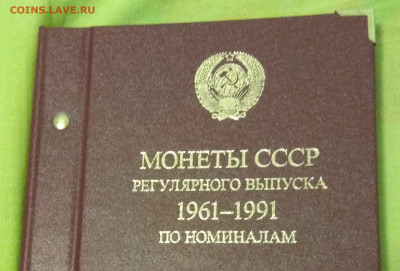 COINS.LAVE.RU
МОНЕТЫ СССР
РЕГУЛЯРНОГО ВЫПУСКА
1961–1991
ПО НОМИНАЛАМ